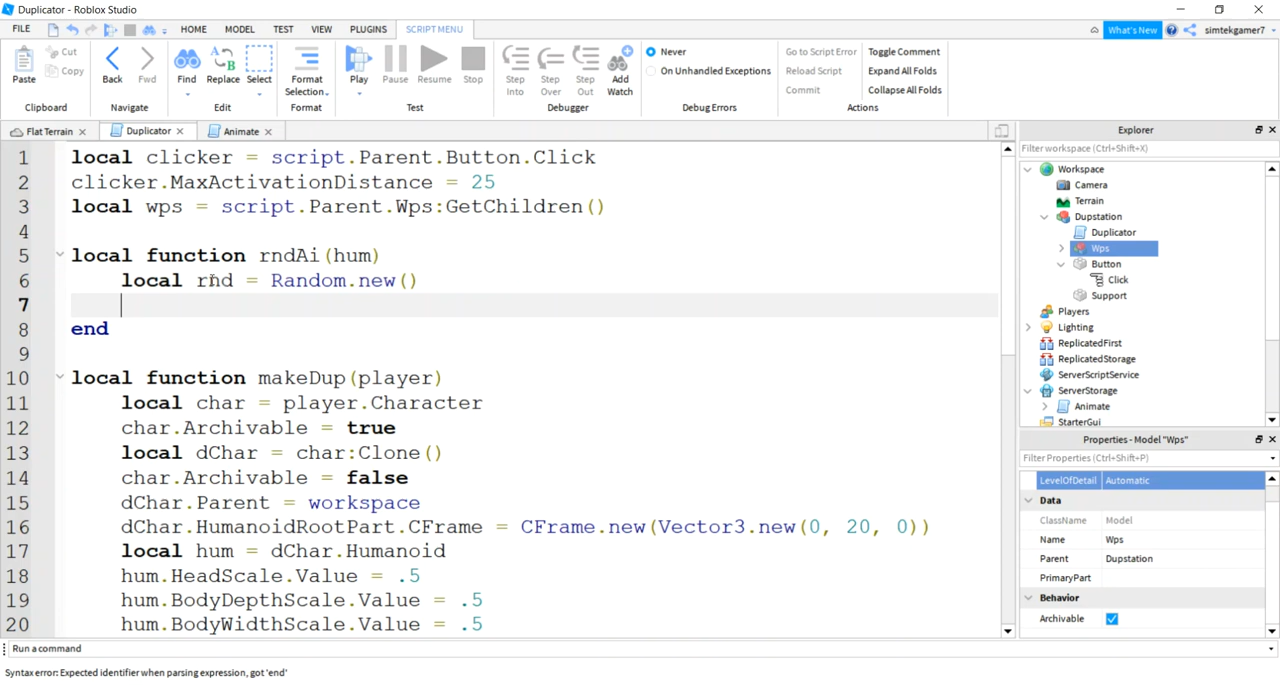 Duplicator - Roblox Studio
FILE HOME MODEL TEST VIEW PLUGINS SCRIPT MENU What's New simtekgamer7
Paste Cut Copy Back Fwd Find Replace Select Format Selection Play Pause Resume Stop Step Into Step Over Step Out Add Watch Never On Unhandled Exceptions Go to Script Error Reload Script Commit Toggle Comment Expand All Folds Collapse All Folds
Clipboard Navigate Edit Format Test Debugger Debug Errors Actions
Flat Terrain Duplicator Animate
1 local clicker = script.Parent.Button.Click
2 clicker.MaxActivationDistance = 25
3 local wps = script.Parent.Wps:GetChildren()
4
5 local function rndAi(hum)
6 local rnd = Random.new()
7
8 end
9
10 local function makeDup(player)
11 local char = player.Character
12 char.Archivable = true
13 local dChar = char:Clone()
14 char.Archivable = false
15 dChar.Parent = workspace
16 dChar.HumanoidRootPart.CFrame = CFrame.new(Vector3.new(0, 20, 0))
17 local hum = dChar.Humanoid
18 hum.HeadScale.Value = .5
19 hum.BodyDepthScale.Value = .5
20 hum.BodyWidthScale.Value = .5
Explorer
Filter workspace (Ctrl+Shift+X)
Workspace
Camera
Terrain
Dupstation
Duplicator
Wps
Button
Click
Support
Players
Lighting
ReplicatedFirst
ReplicatedStorage
ServerScriptService
ServerStorage
Animate
StarterGui
Properties - Model "Wps"
Filter Properties (Ctrl+Shift+P)
LevelOfDetail Automatic
Data
ClassName Model
Name Wps
Parent Dupstation
PrimaryPart
Behavior
Archivable
Run a command
Syntax error: Expected identifier when parsing expression, got 'end'